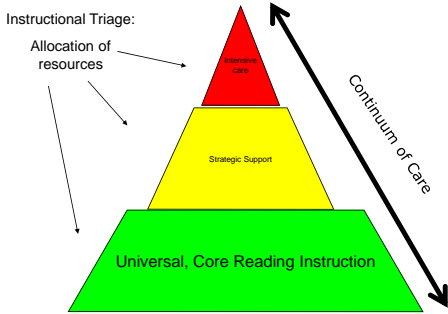 Instructional Triage:
Allocation of
resources
Intensive
care
Continuum of Care
Strategic Support
Universal, Core Reading Instruction